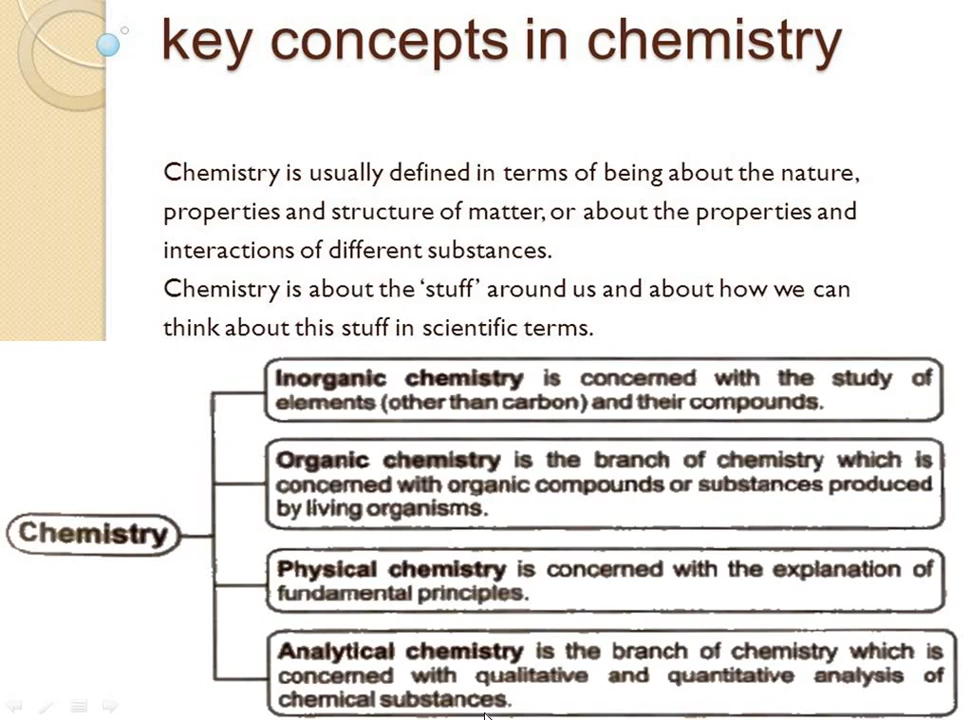 key concepts in chemistry
Chemistry is usually defined in terms of being about the nature,
properties and structure of matter, or about the properties and
interactions of different substances.
Chemistry is about the ‘stuff’ around us and about how we can
think about this stuff in scientific terms.
Chemistry
Inorganic chemistry is concerned with the study of
elements (other than carbon) and their compounds.
Organic chemistry is the branch of chemistry which is
concerned with organic compounds or substances produced
by living organisms.
Physical chemistry is concerned with the explanation of
fundamental principles.
Analytical chemistry is the branch of chemistry which is
concerned with qualitative and quantitative analysis of
chemical substances.